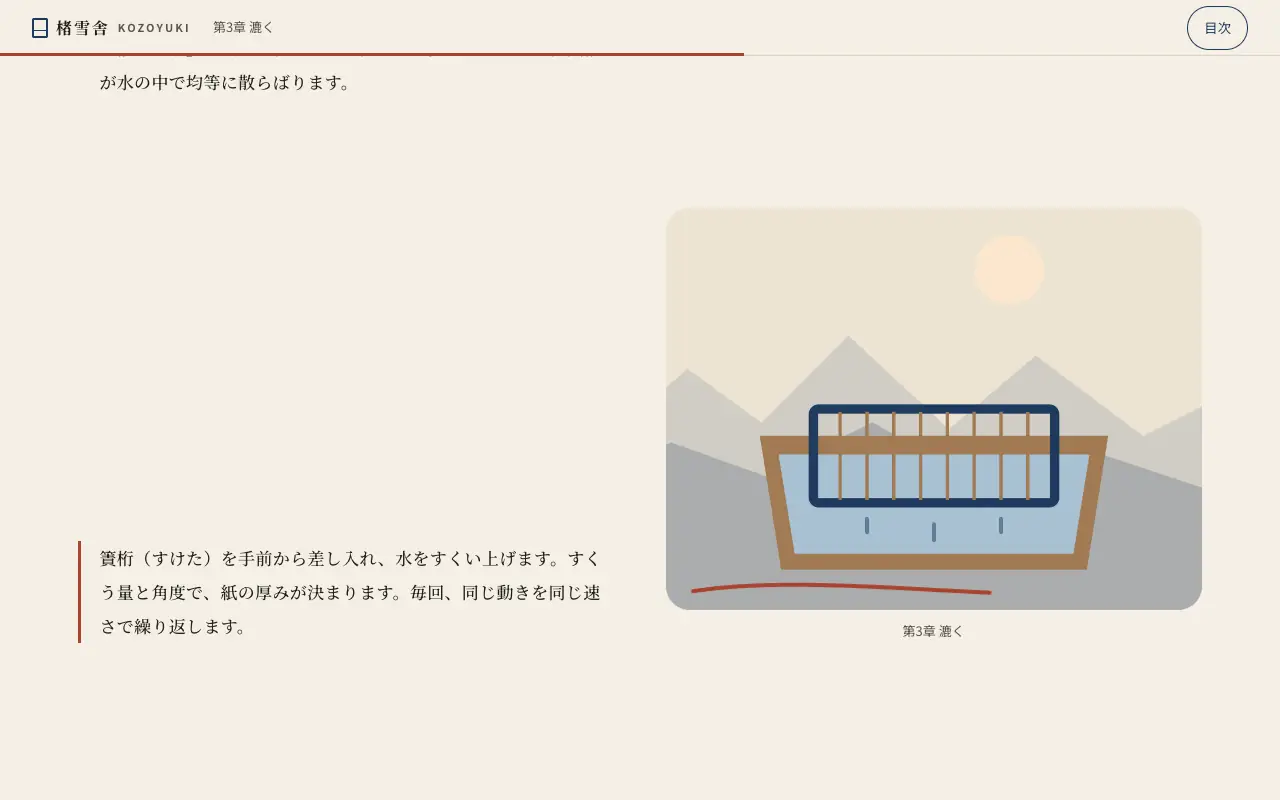 楮雪舎 KOZOYUKI 第3章 漉く
目次
が水の中で均等に散らばります。
簀桁（すけた）を手前から差し入れ、水をすくい上げます。すく
う量と角度で、紙の厚みが決まります。毎回、同じ動きを同じ速
さで繰り返します。
第3章 漉く